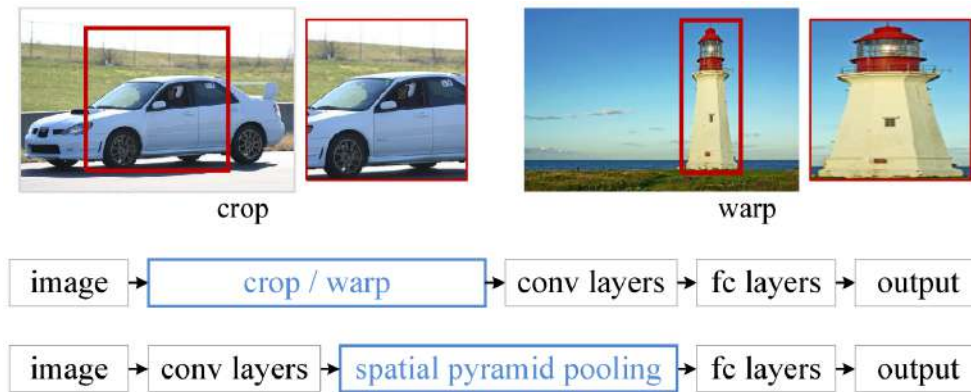 crop
warp
image crop / warp conv layers fc layers output
image conv layers spatial pyramid pooling fc layers output